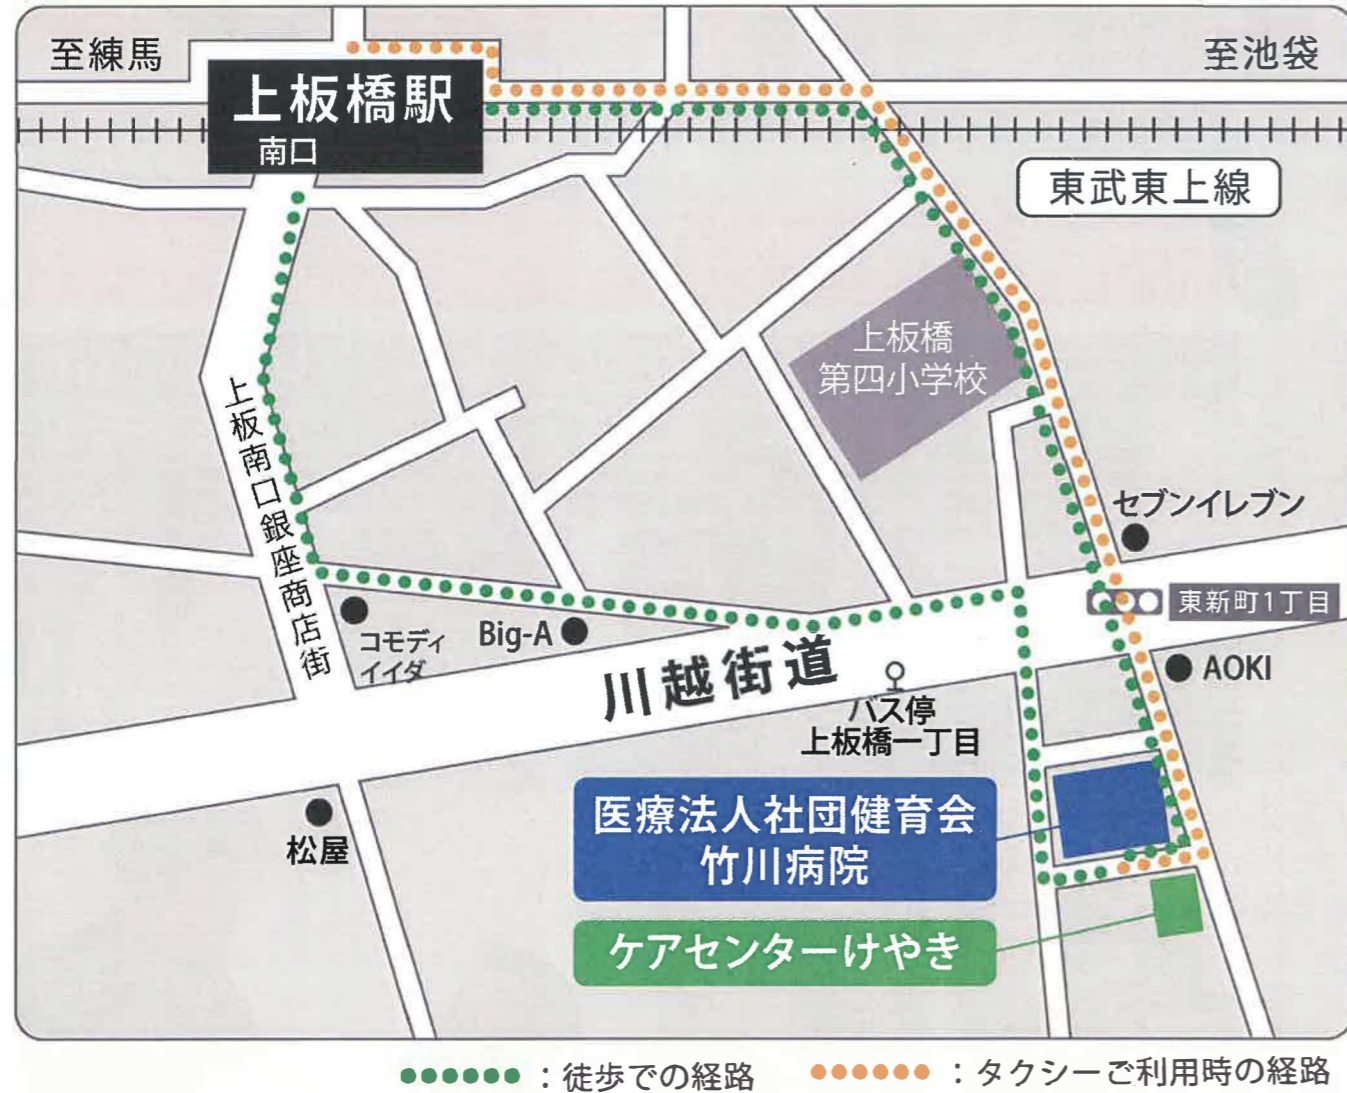 至練馬
至池袋
上板橋駅
南口
東武東上線
上板橋
第四小学校
上板南口銀座商店街
セブンイレブン
東新町1丁目
コモディ
イイダ
Big-A
川越街道
AOKI
バス停
上板橋一丁目
医療法人社団健育会
竹川病院
松屋
ケアセンターけやき
：徒歩での経路
：タクシーご利用時の経路